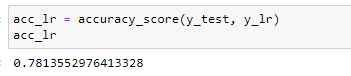 acc_lr = accuracy_score(y_test, y_lr)
acc_lr
0.7813552976413328